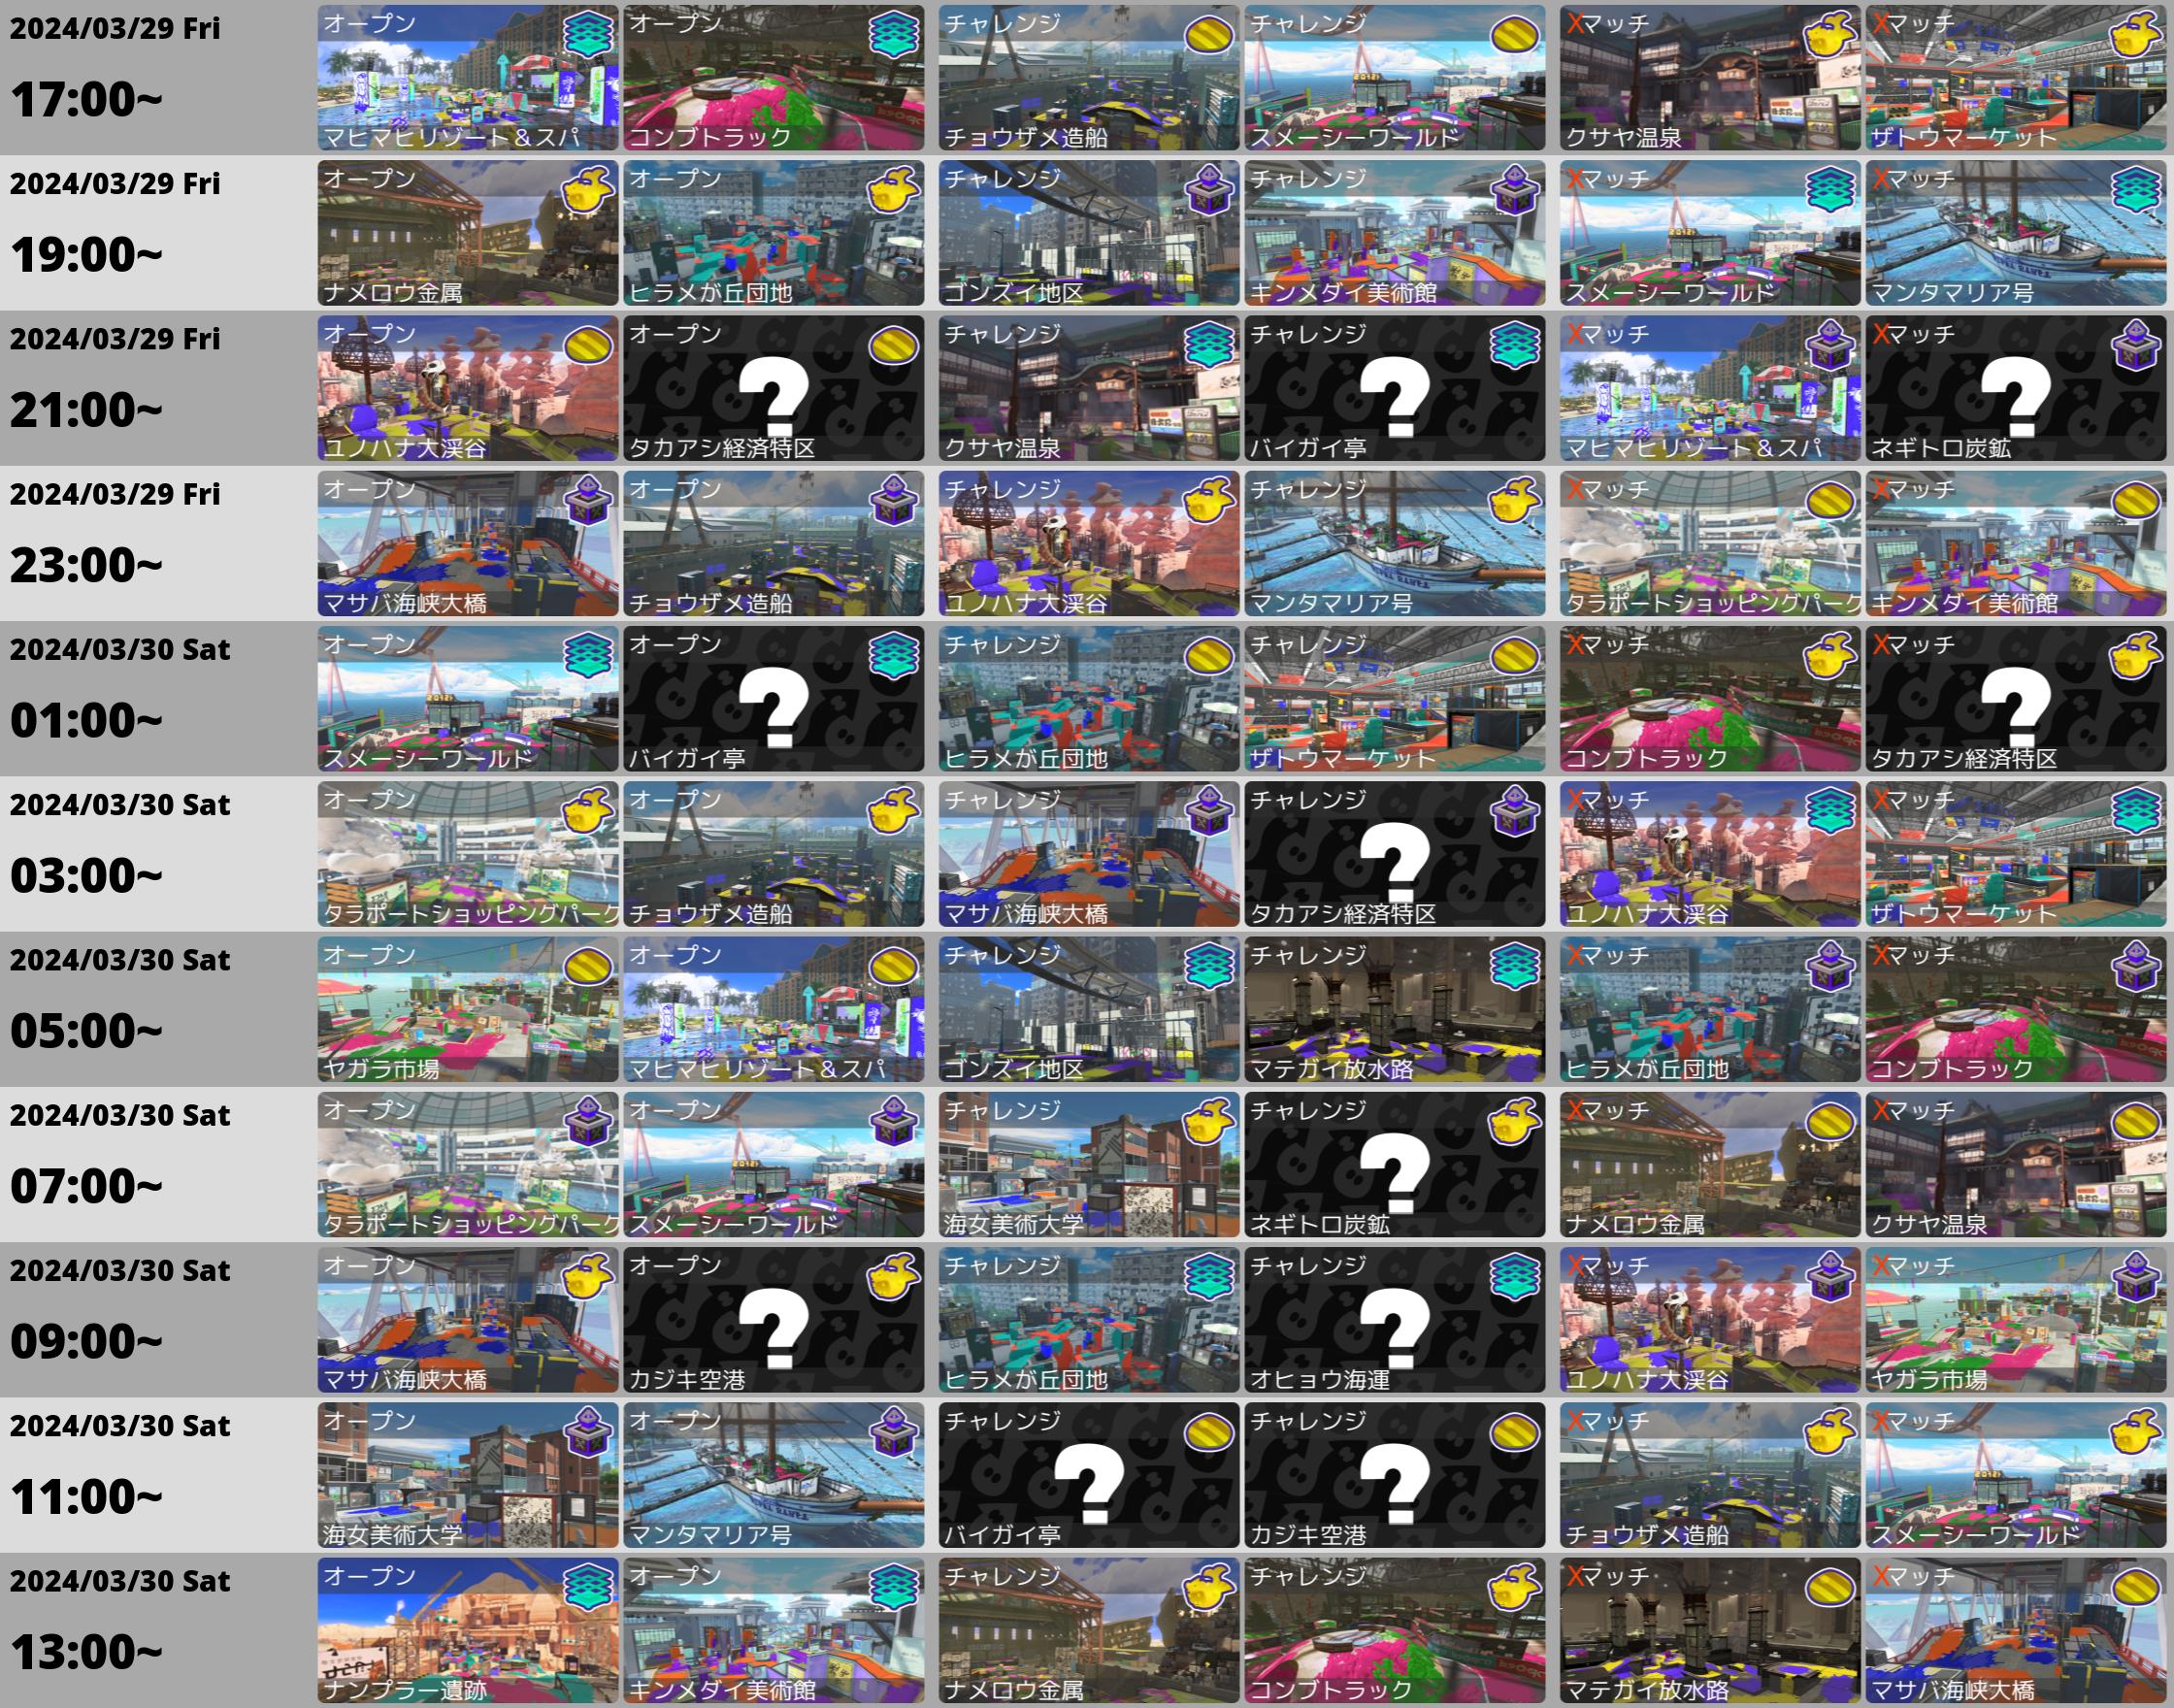 2024/03/29 Fri
17:00~
オープン
マヒマヒリゾート＆スパ
オープン
コンブトラック
チャレンジ
チョウザメ造船
チャレンジ
スメーシーワールド
Xマッチ
クサヤ温泉
Xマッチ
ザトウマーケット
2024/03/29 Fri
19:00~
オープン
ナメロウ金属
オープン
ヒラメが丘団地
チャレンジ
ゴンズイ地区
チャレンジ
キンメダイ美術館
Xマッチ
スメーシーワールド
Xマッチ
マンタマリア号
2024/03/29 Fri
21:00~
オープン
ユノハナ大渓谷
オープン
?
タカアシ経済特区
チャレンジ
クサヤ温泉
チャレンジ
?
バイガイ亭
Xマッチ
マヒマヒリゾート＆スパ
Xマッチ
?
ネギトロ炭鉱
2024/03/29 Fri
23:00~
オープン
マサバ海峡大橋
オープン
チョウザメ造船
チャレンジ
ユノハナ大渓谷
チャレンジ
マンタマリア号
Xマッチ
タラポートショッピングパーク
Xマッチ
キンメダイ美術館
2024/03/30 Sat
01:00~
オープン
スメーシーワールド
オープン
?
バイガイ亭
チャレンジ
ヒラメが丘団地
チャレンジ
ザトウマーケット
Xマッチ
コンブトラック
Xマッチ
?
タカアシ経済特区
2024/03/30 Sat
03:00~
オープン
タラポートショッピングパーク
オープン
チョウザメ造船
チャレンジ
マサバ海峡大橋
チャレンジ
?
タカアシ経済特区
Xマッチ
ユノハナ大渓谷
Xマッチ
ザトウマーケット
2024/03/30 Sat
05:00~
オープン
ヤガラ市場
オープン
マヒマヒリゾート＆スパ
チャレンジ
ゴンズイ地区
チャレンジ
マテガイ放水路
Xマッチ
ヒラメが丘団地
Xマッチ
コンブトラック
2024/03/30 Sat
07:00~
オープン
タラポートショッピングパーク
オープン
スメーシーワールド
チャレンジ
海女美術大学
チャレンジ
?
ネギトロ炭鉱
Xマッチ
ナメロウ金属
Xマッチ
クサヤ温泉
2024/03/30 Sat
09:00~
オープン
マサバ海峡大橋
オープン
?
カジキ空港
チャレンジ
ヒラメが丘団地
チャレンジ
?
オヒョウ海運
Xマッチ
ユノハナ大渓谷
Xマッチ
ヤガラ市場
2024/03/30 Sat
11:00~
オープン
海女美術大学
オープン
マンタマリア号
チャレンジ
?
バイガイ亭
チャレンジ
?
カジキ空港
Xマッチ
チョウザメ造船
Xマッチ
スメーシーワールド
2024/03/30 Sat
13:00~
オープン
ナンプラー遺跡
オープン
キンメダイ美術館
チャレンジ
ナメロウ金属
チャレンジ
コンブトラック
Xマッチ
マテガイ放水路
Xマッチ
マサバ海峡大橋